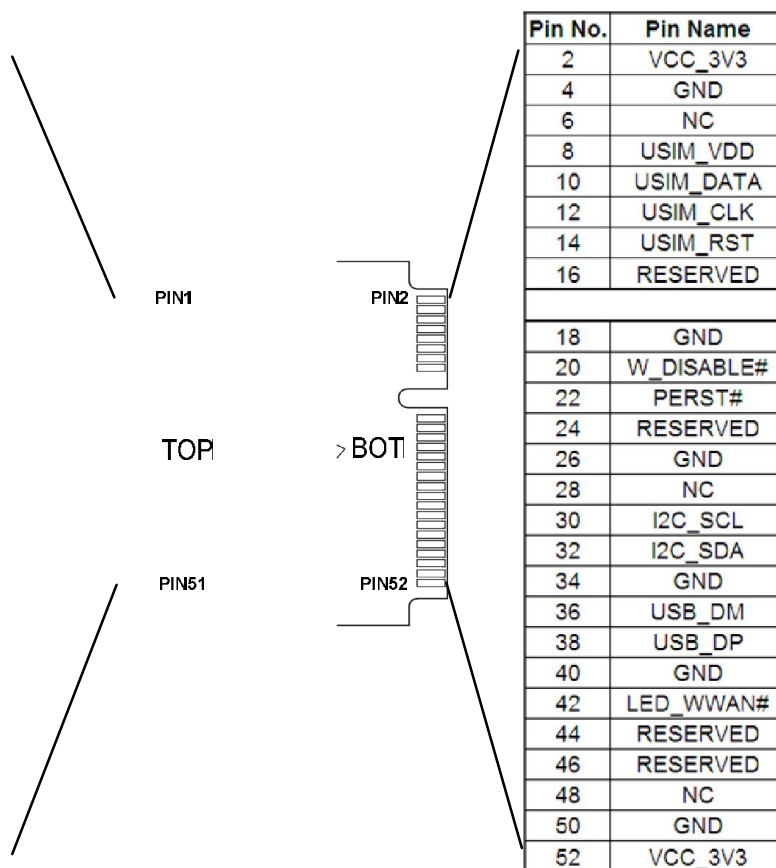 PIN1
PIN2
TOP
> BOT
PIN51
PIN52
Pin No. Pin Name
2 VCC_3V3
4 GND
6 NC
8 USIM_VDD
10 USIM_DATA
12 USIM_CLK
14 USIM_RST
16 RESERVED
18 GND
20 W_DISABLE#
22 PERST#
24 RESERVED
26 GND
28 NC
30 I2C_SCL
32 I2C_SDA
34 GND
36 USB_DM
38 USB_DP
40 GND
42 LED_WWAN#
44 RESERVED
46 RESERVED
48 NC
50 GND
52 VCC_3V3